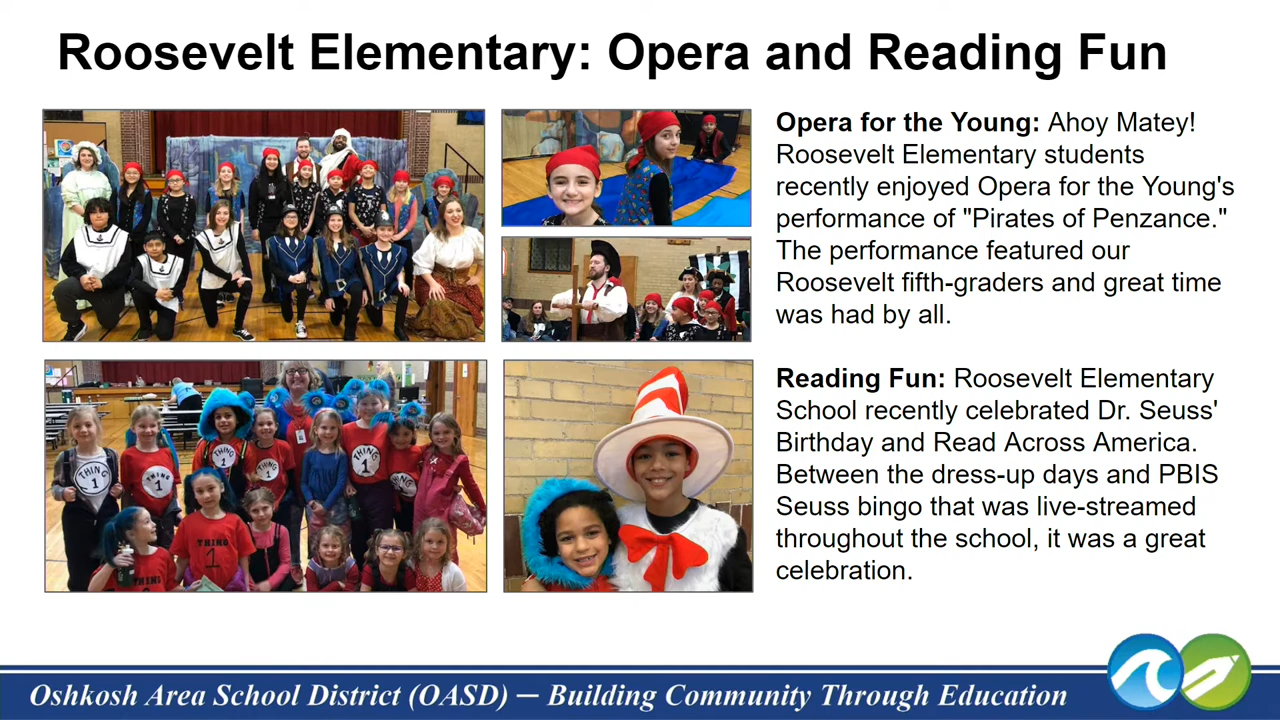 Roosevelt Elementary: Opera and Reading Fun
Opera for the Young: Ahoy Matey!
Roosevelt Elementary students
recently enjoyed Opera for the Young's
performance of "Pirates of Penzance."
The performance featured our
Roosevelt fifth-graders and great time
was had by all.
Reading Fun: Roosevelt Elementary
School recently celebrated Dr. Seuss'
Birthday and Read Across America.
Between the dress-up days and PBIS
Seuss bingo that was live-streamed
throughout the school, it was a great
celebration.
THING
1
THING
1
THING
1
THING
1
THING
1
THING
THING
1
THING
Oshkosh Area School District (OASD) — Building Community Through Education